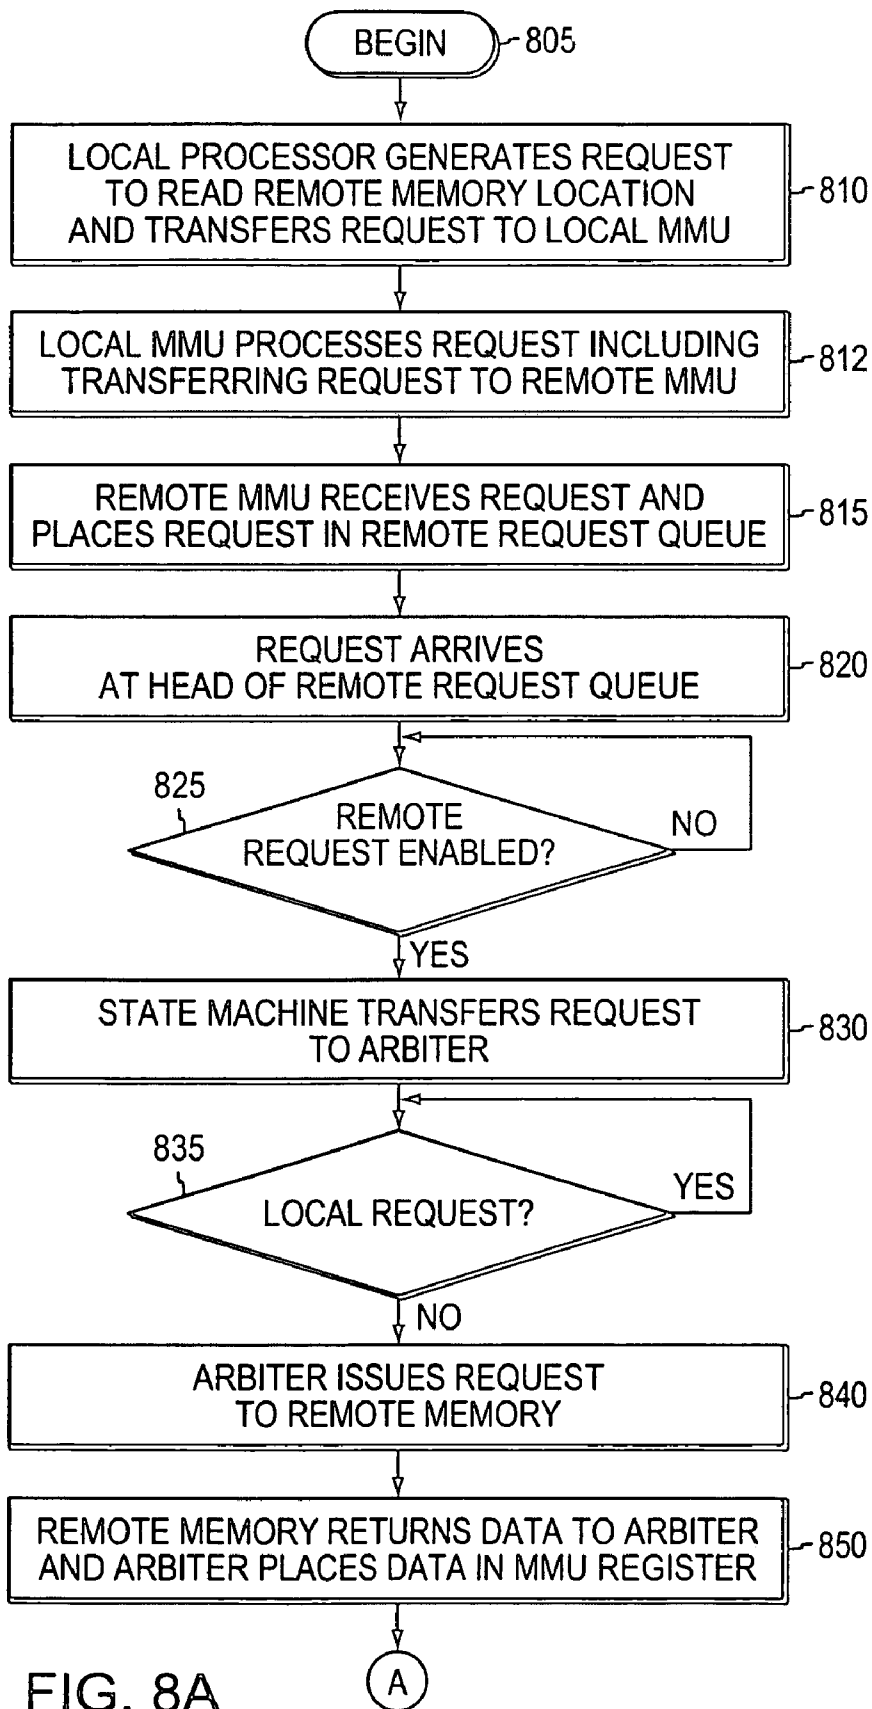 BEGIN
805
LOCAL PROCESSOR GENERATES REQUEST
TO READ REMOTE MEMORY LOCATION
AND TRANSFERS REQUEST TO LOCAL MMU
810
LOCAL MMU PROCESSES REQUEST INCLUDING
TRANSFERRING REQUEST TO REMOTE MMU
812
REMOTE MMU RECEIVES REQUEST AND
PLACES REQUEST IN REMOTE REQUEST QUEUE
815
REQUEST ARRIVES
AT HEAD OF REMOTE REQUEST QUEUE
820
825
REMOTE
REQUEST ENABLED?
NO
YES
STATE MACHINE TRANSFERS REQUEST
TO ARBITER
830
835
LOCAL REQUEST?
YES
NO
ARBITER ISSUES REQUEST
TO REMOTE MEMORY
840
REMOTE MEMORY RETURNS DATA TO ARBITER
AND ARBITER PLACES DATA IN MMU REGISTER
850
A
FIG. 8A